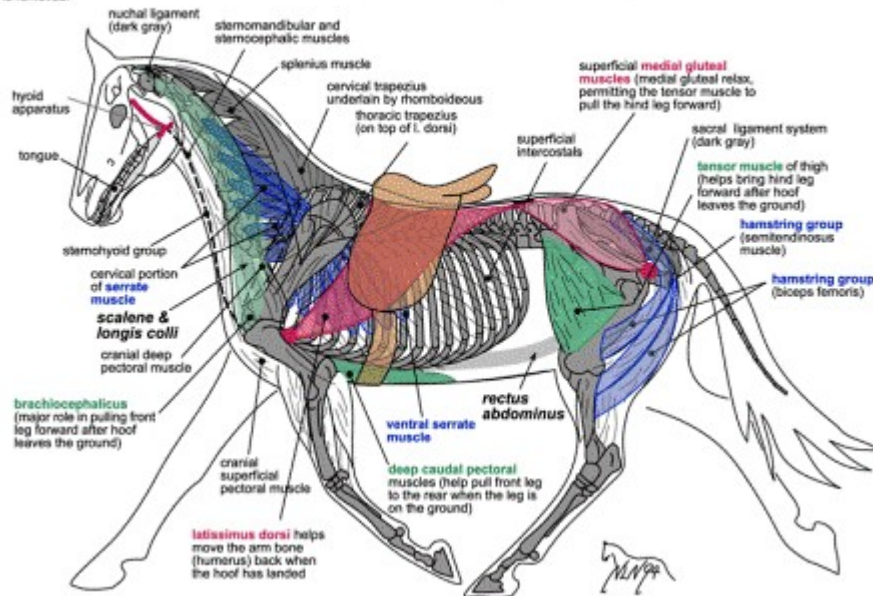 nuchal ligament
(dark gray)
sternomandibular and
sternocephalic muscles
splenius muscle
hyoid
apparatus
cervical trapezius
underlain by rhomboideous
thoracic trapezius
(on top of l. dorsi)
superficial medial gluteal
muscles (medial gluteal relax,
permitting the tensor muscle to
pull the hind leg forward)
superficial
intercostals
sacral ligament system
(dark gray)
tongue
tensor muscle of thigh
(helps bring hind leg
forward after hoof
leaves the ground)
hamstring group
(semitendinosus
muscle)
sternohyoid group
cervical portion
of serrate
muscle
hamstring group
(biceps femoris)
scalene &
longis colli
cranial deep
pectoral muscle
rectus
abdominus
brachiocephalicus
(major role in pulling front
leg forward after hoof
leaves the ground)
ventral serrate
muscle
cranial
superficial
pectoral muscle
deep caudal pectoral
muscles (help pull front leg
to the rear when the leg is
on the ground)
latissimus dorsi helps
move the arm bone
(humerus) back when
the hoof has landed